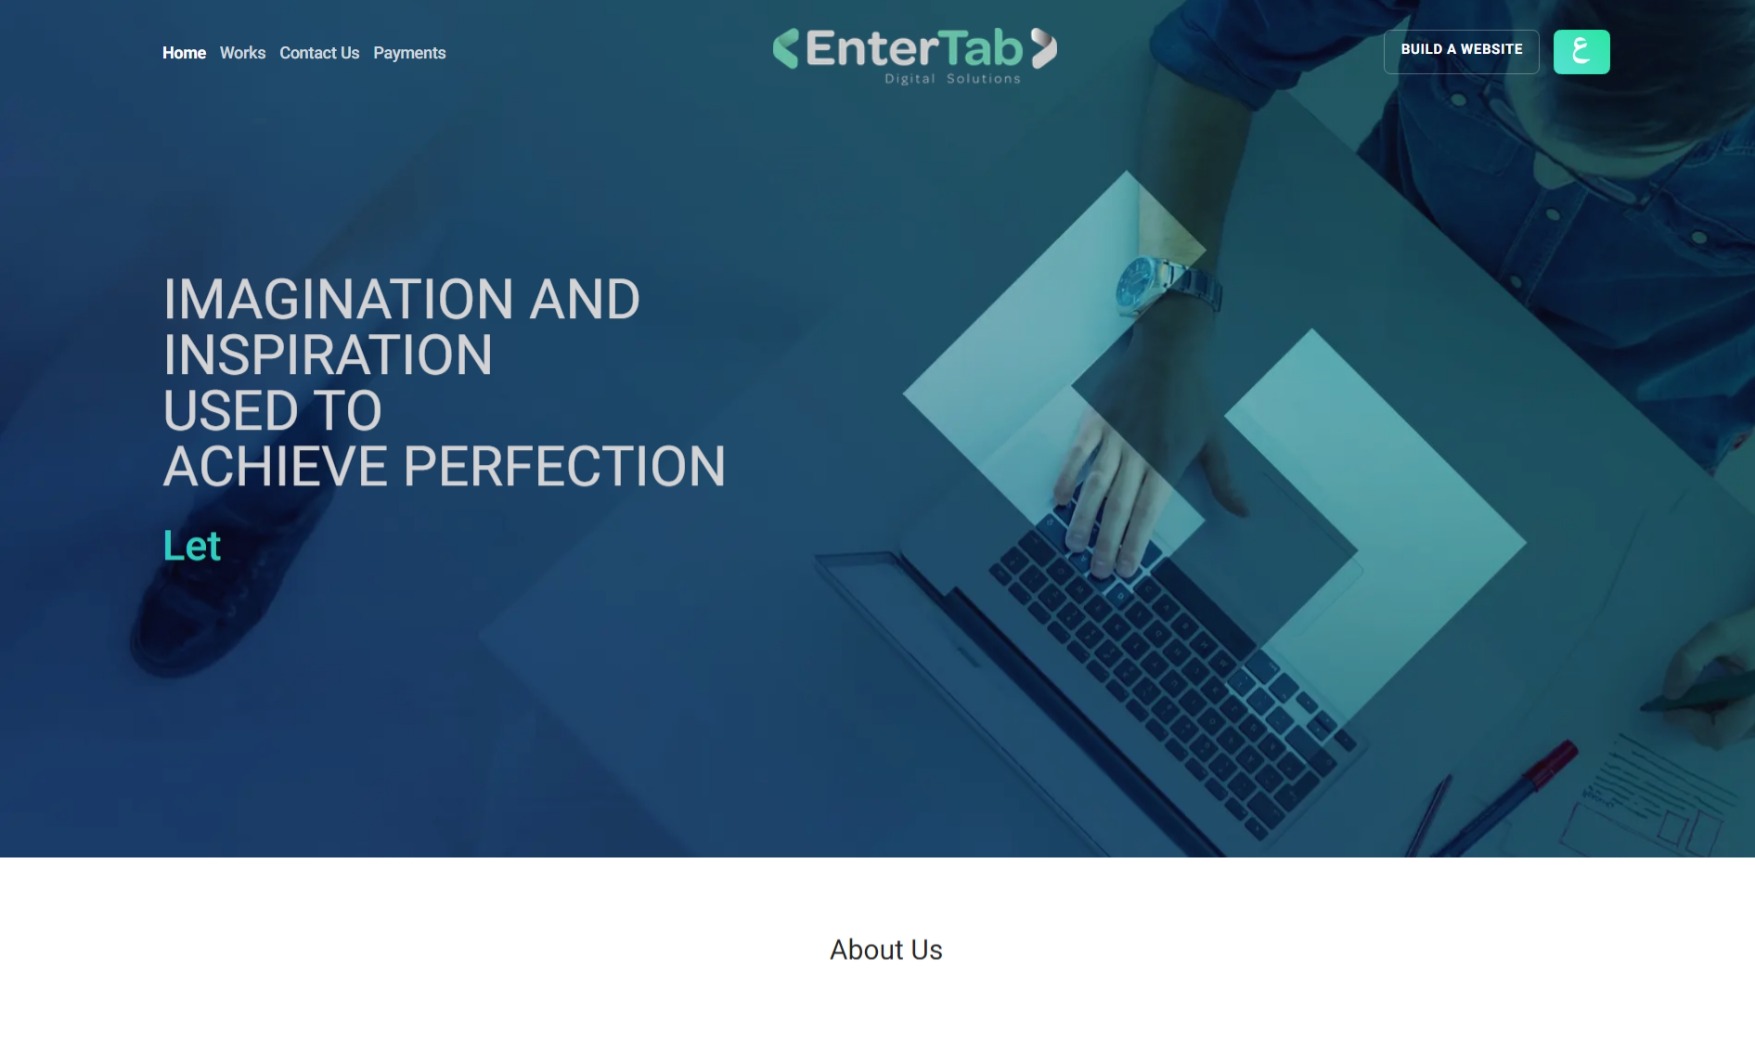 Home Works Contact Us Payments
EnterTab
Digital Solutions
BUILD A WEBSITE
ع
IMAGINATION AND
INSPIRATION
USED TO
ACHIEVE PERFECTION
Let
About Us